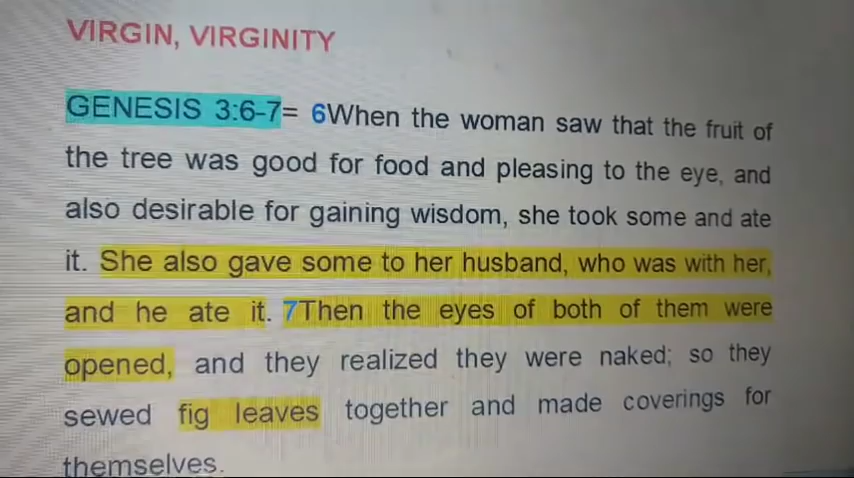 VIRGIN, VIRGINITY
GENESIS 3:6-7= 6When the woman saw that the fruit of
the tree was good for food and pleasing to the eye, and
also desirable for gaining wisdom, she took some and ate
it. She also gave some to her husband, who was with her,
and he ate it. 7Then the eyes of both of them were
opened, and they realized they were naked; so they
sewed fig leaves together and made coverings for
themselves.